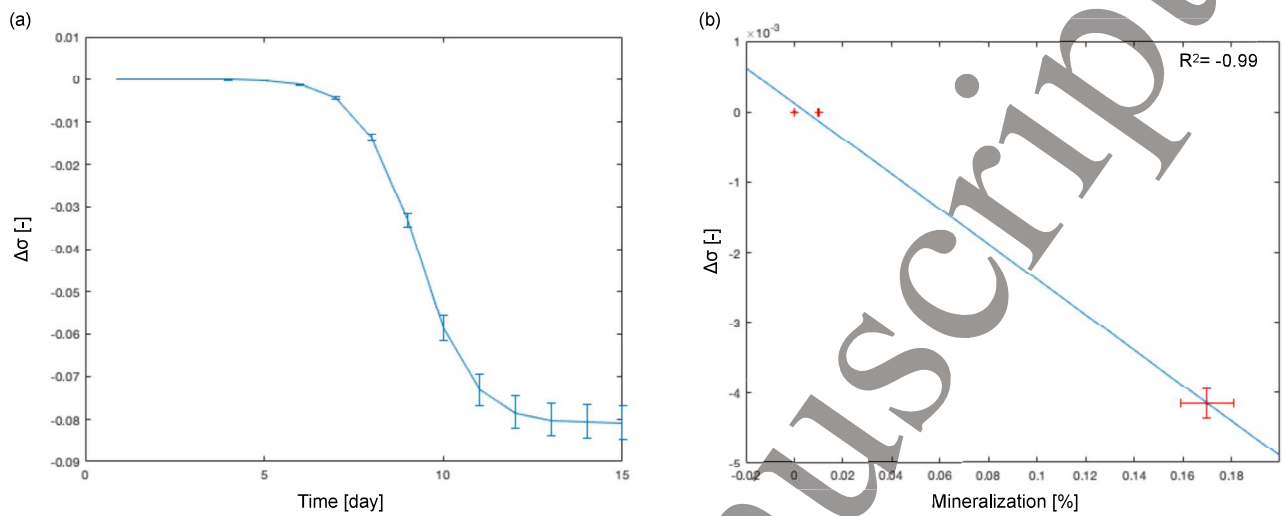 (a)
0.01
0
-0.01
-0.02
-0.03
-0.04
-0.05
-0.06
-0.07
-0.08
-0.09
0 5 10 15
Time [day]
Δσ [-]
(b)
×10⁻³
R²= -0.99
1
0
-1
-2
-3
-4
-5
-0.02 0 0.02 0.04 0.06 0.08 0.1 0.12 0.14 0.16 0.18
Mineralization [%]
Δσ [-]